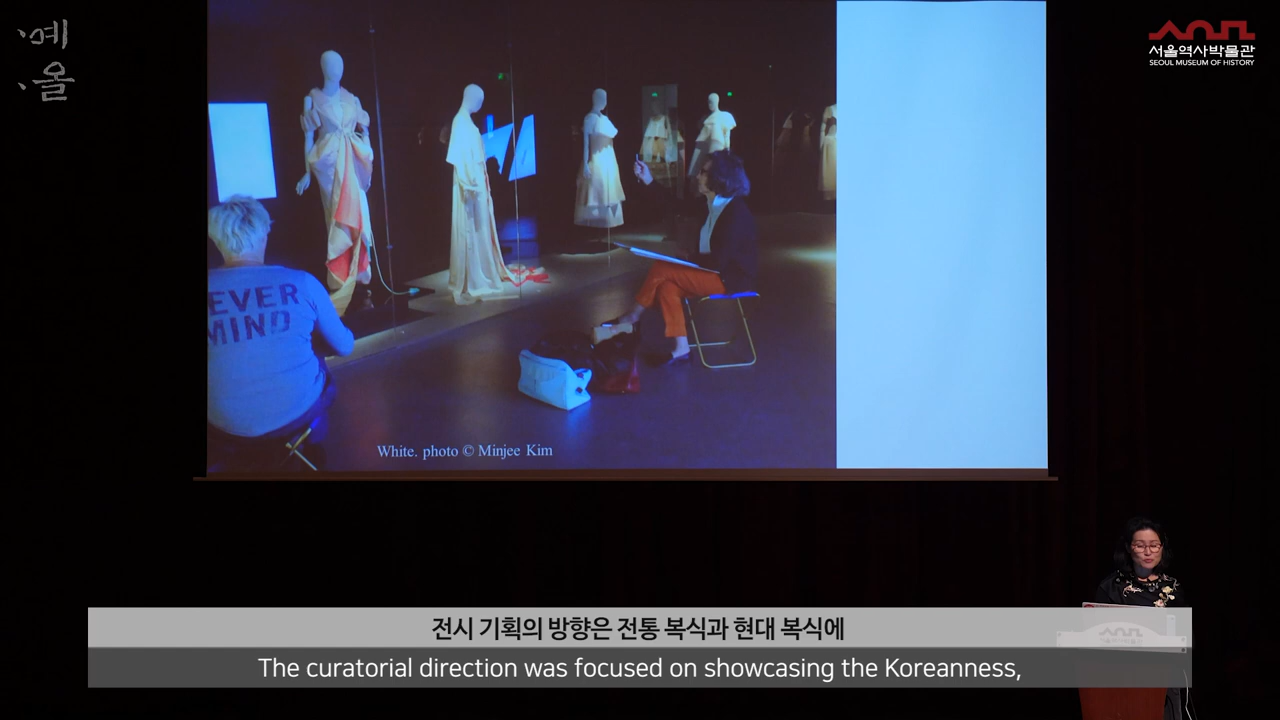 예
올
서울역사박물관
SEOUL MUSEUM OF HISTORY
EVER
MIND
White. photo © Minjee Kim
전시 기획의 방향은 전통 복식과 현대 복식에
The curatorial direction was focused on showcasing the Koreanness,